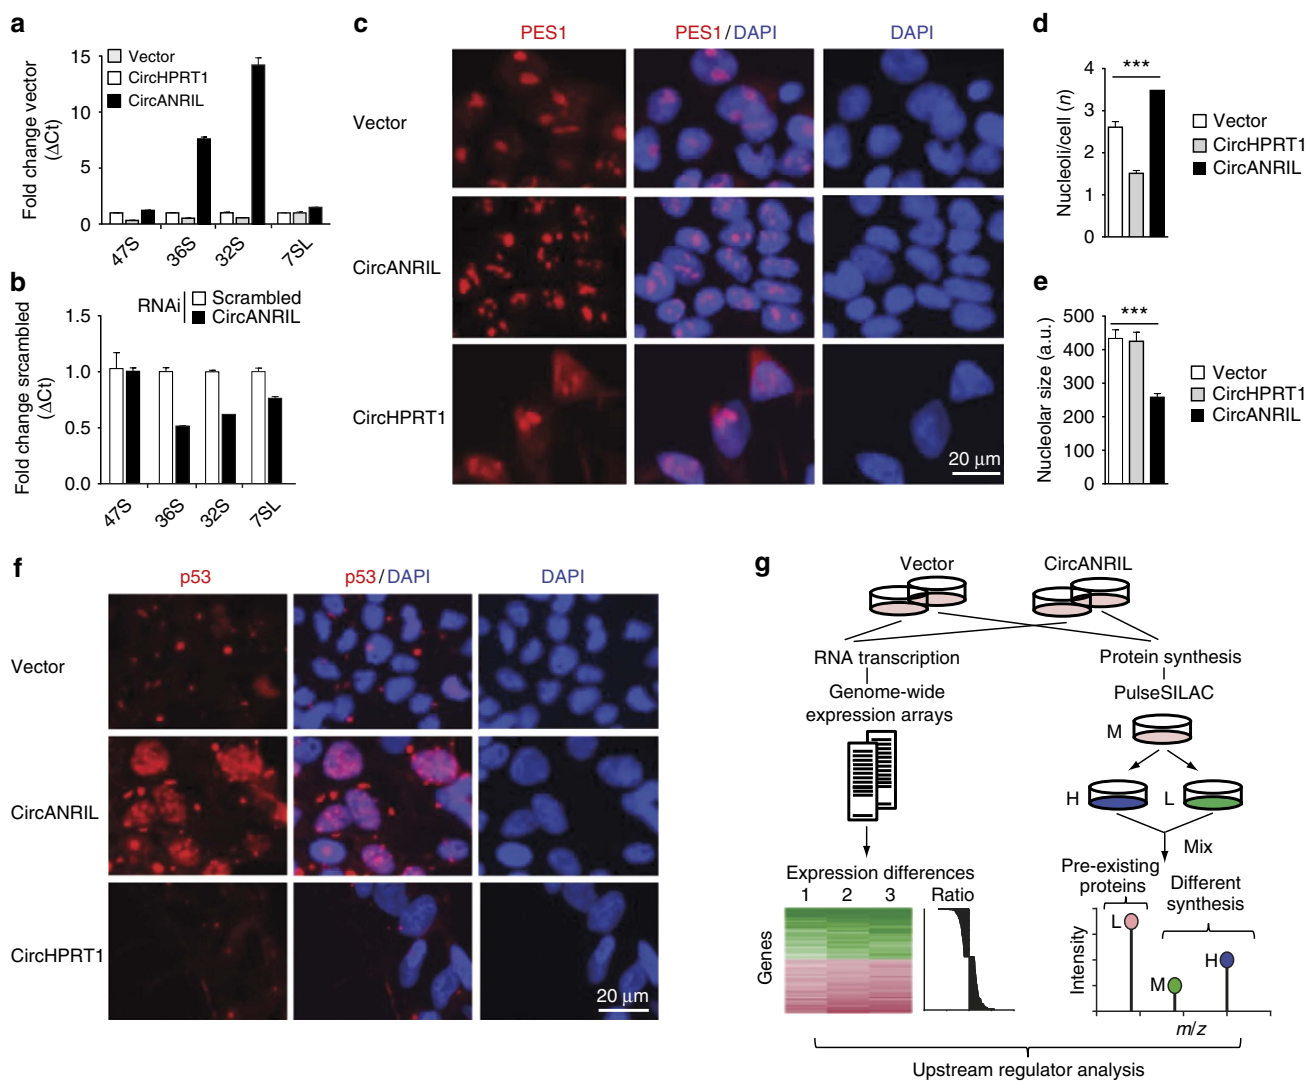 a
Fold change vector
(ΔCt)
15
10
5
0
Vector
CircHPRT1
CircANRIL
47S
36S
32S
7SL
b
Fold change srcambled
(ΔCt)
1.5
1.0
0.5
0.0
RNAi
Scrambled
CircANRIL
47S
36S
32S
7SL
c
PES1
PES1/DAPI
DAPI
Vector
CircANRIL
CircHPRT1
20 μm
d
Nucleoli/cell (n)
4
3
2
1
0
***
Vector
CircHPRT1
CircANRIL
e
Nucleolar size (a.u.)
500
400
300
200
100
0
***
Vector
CircHPRT1
CircANRIL
f
p53
p53/DAPI
DAPI
Vector
CircANRIL
CircHPRT1
20 μm
g
Vector
CircANRIL
RNA transcription
Genome-wide
expression arrays
Expression differences
1 2 3 Ratio
Genes
Protein synthesis
PulseSILAC
M
H
L
Mix
Pre-existing
proteins
Different
synthesis
Intensity
L
M
H
m/z
Upstream regulator analysis